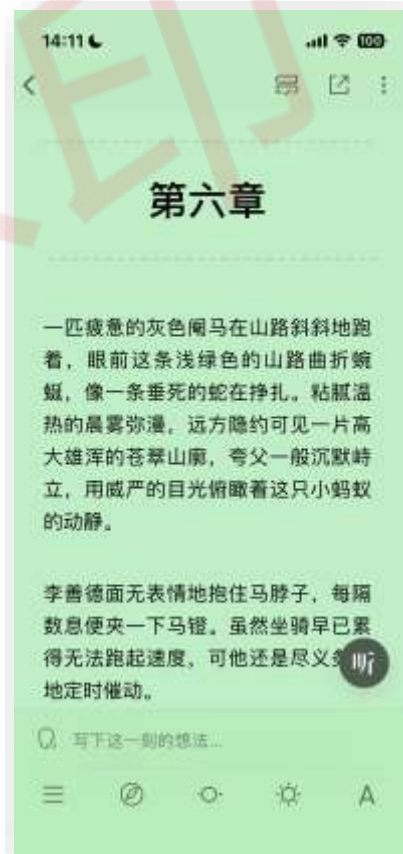 14:11
100
第六章
一匹疲惫的灰色阉马在山路斜斜地跑
着，眼前这条浅绿色的山路曲折蜿
蜒，像一条垂死的蛇在挣扎。粘腻温
热的晨雾弥漫，远方隐约可见一片高
大雄浑的苍翠山廓，夸父一般沉默峙
立，用威严的目光俯瞰着这只小蚂蚁
的动静。
李善德面无表情地抱住马脖子，每隔
数息便夹一下马镫。虽然坐骑早已累
得无法跑起速度，可他还是尽义
地定时催动。
听
写下这一刻的想法...
A